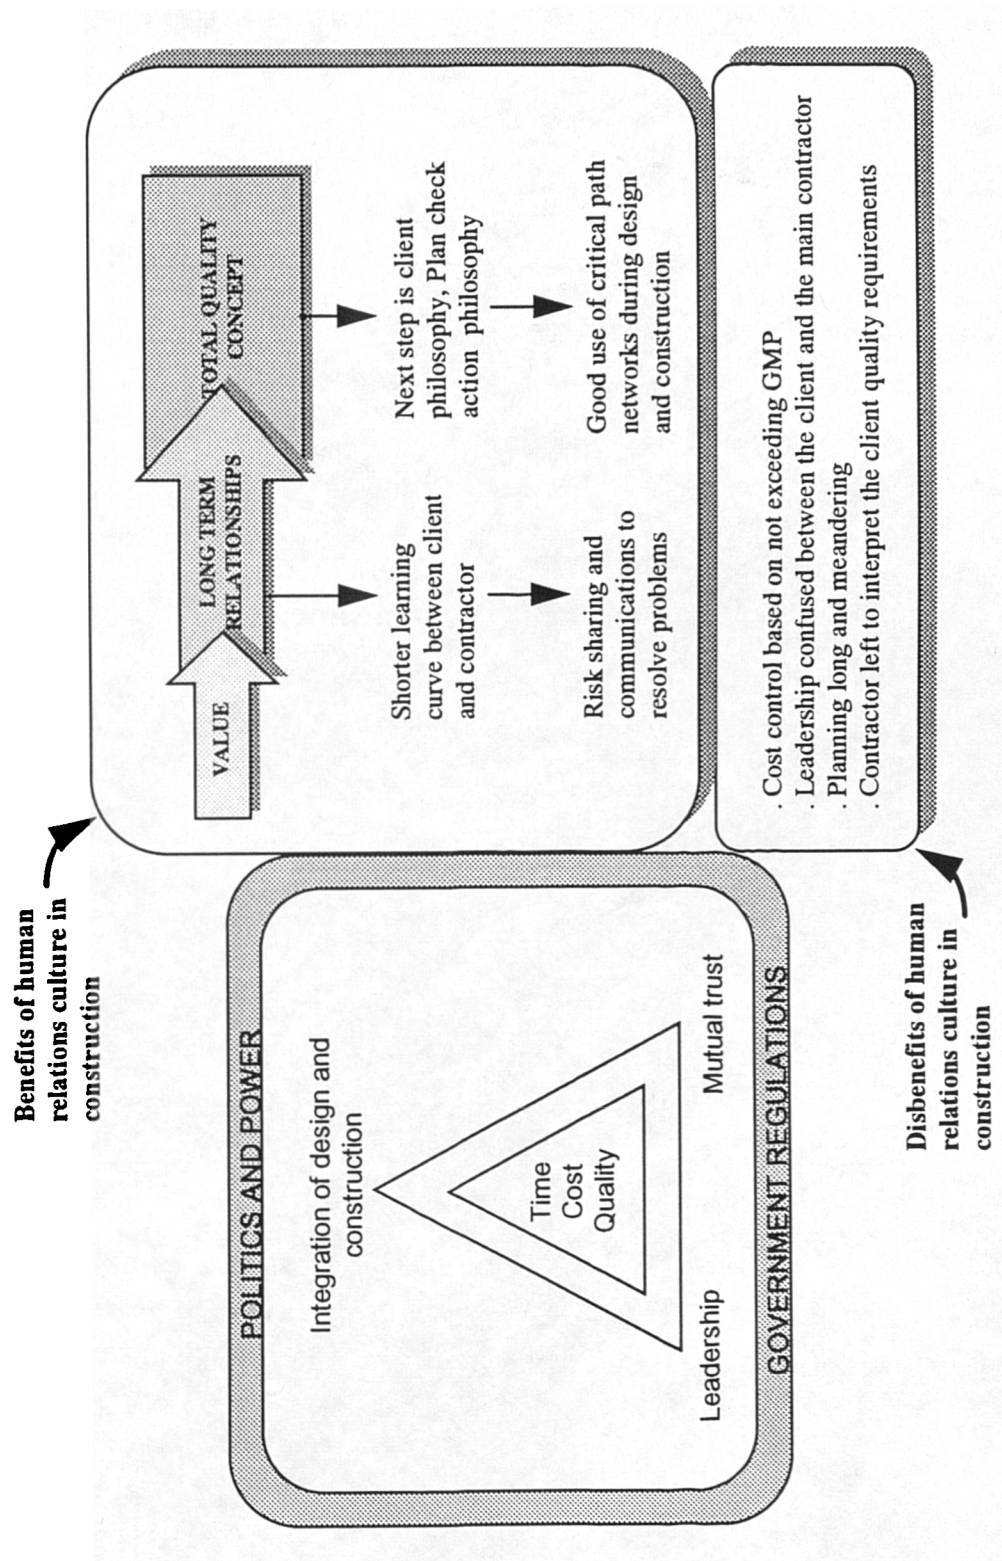 Benefits of human
relations culture in
construction
POLITICS AND POWER
Integration of design and
construction
Time
Cost
Quality
Leadership
Mutual trust
GOVERNMENT REGULATIONS
VALUE
LONG TERM
RELATIONSHIPS
TOTAL QUALITY
CONCEPT
Shorter learning
curve between client
and contractor
Next step is client
philosophy, Plan check
action philosophy
Risk sharing and
communications to
resolve problems
Good use of critical path
networks during design
and construction
. Cost control based on not exceeding GMP
. Leadership confused between the client and the main contractor
. Planning long and meandering
. Contractor left to interpret the client quality requirements
Disbenefits of human
relations culture in
construction